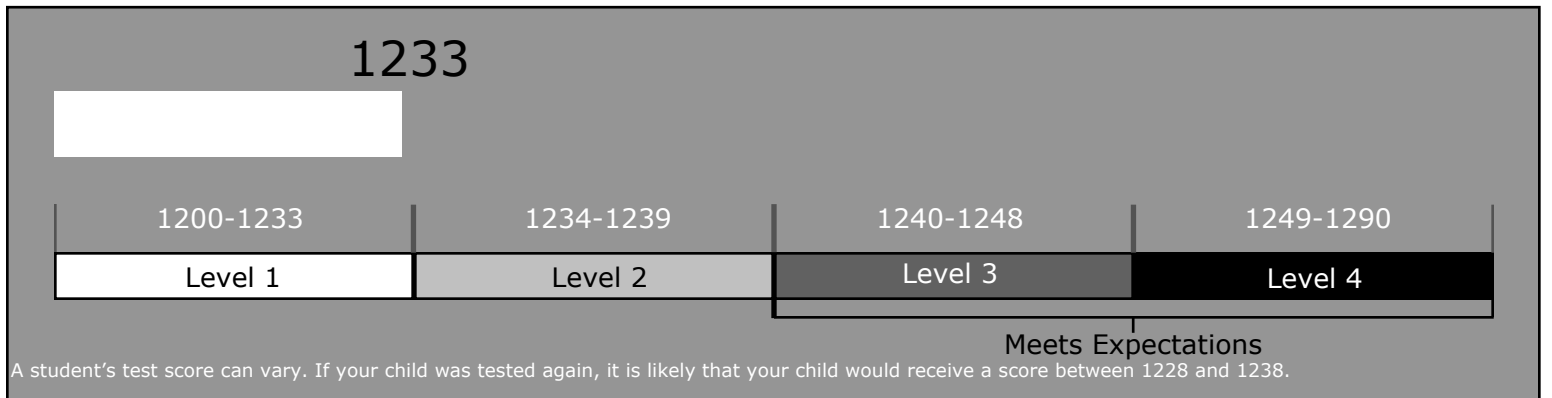 1233
1200-1233 1234-1239 1240-1248 1249-1290
Level 1 Level 2 Level 3 Level 4
Meets Expectations
A student’s test score can vary. If your child was tested again, it is likely that your child would receive a score between 1228 and 1238.